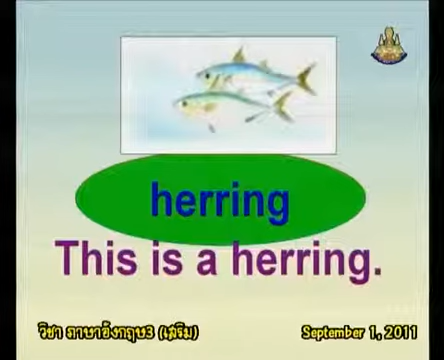 herring
This is a herring.
วิชา ภาษาอังกฤษ3 (เสริม)
September 1, 2011